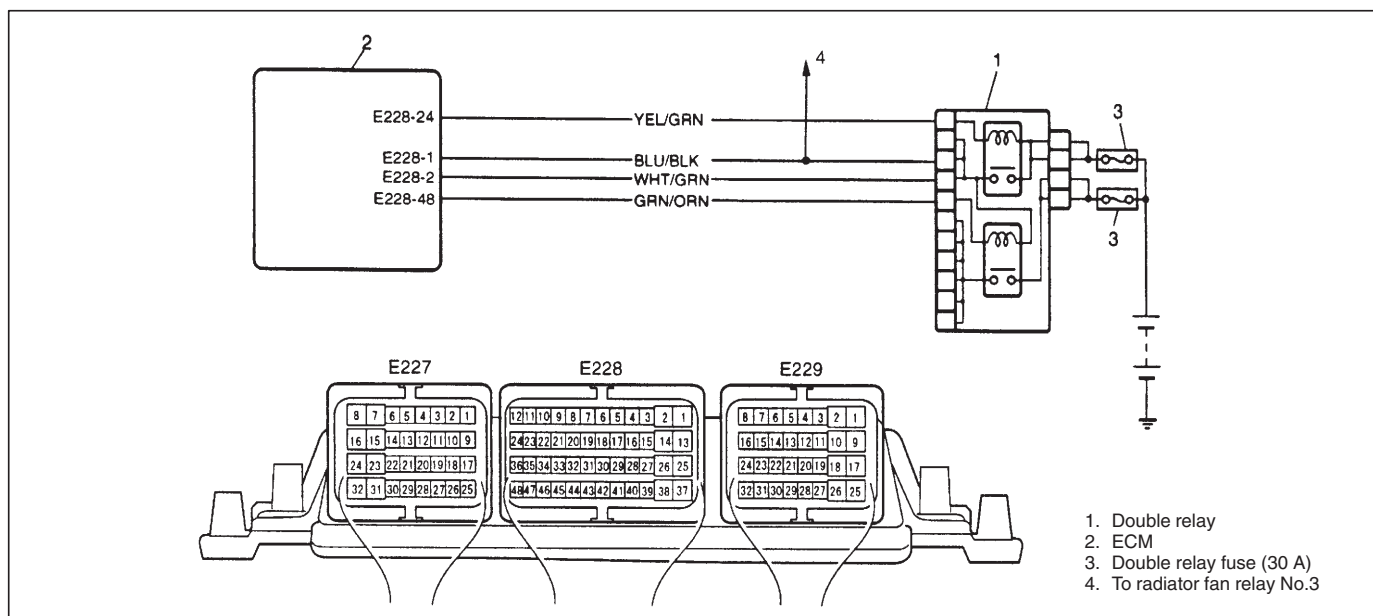 2
4
1
E228-24
YEL/GRN
3
E228-1
BLU/BLK
E228-2
WHT/GRN
E228-48
GRN/ORN
3
E227
E228
E229
8 7 6 5 4 3 2 1
16 15 14 13 12 11 10 9
24 23 22 21 20 19 18 17
32 31 30 29 28 27 26 25
12 11 10 9 8 7 6 5 4 3 2 1
24 23 22 21 20 19 18 17 16 15 14 13
36 35 34 33 32 31 30 29 28 27 26 25
48 47 46 45 44 43 42 41 40 39 38 37
8 7 6 5 4 3 2 1
16 15 14 13 12 11 10 9
24 23 22 21 20 19 18 17
32 31 30 29 28 27 26 25
1. Double relay
2. ECM
3. Double relay fuse (30 A)
4. To radiator fan relay No.3